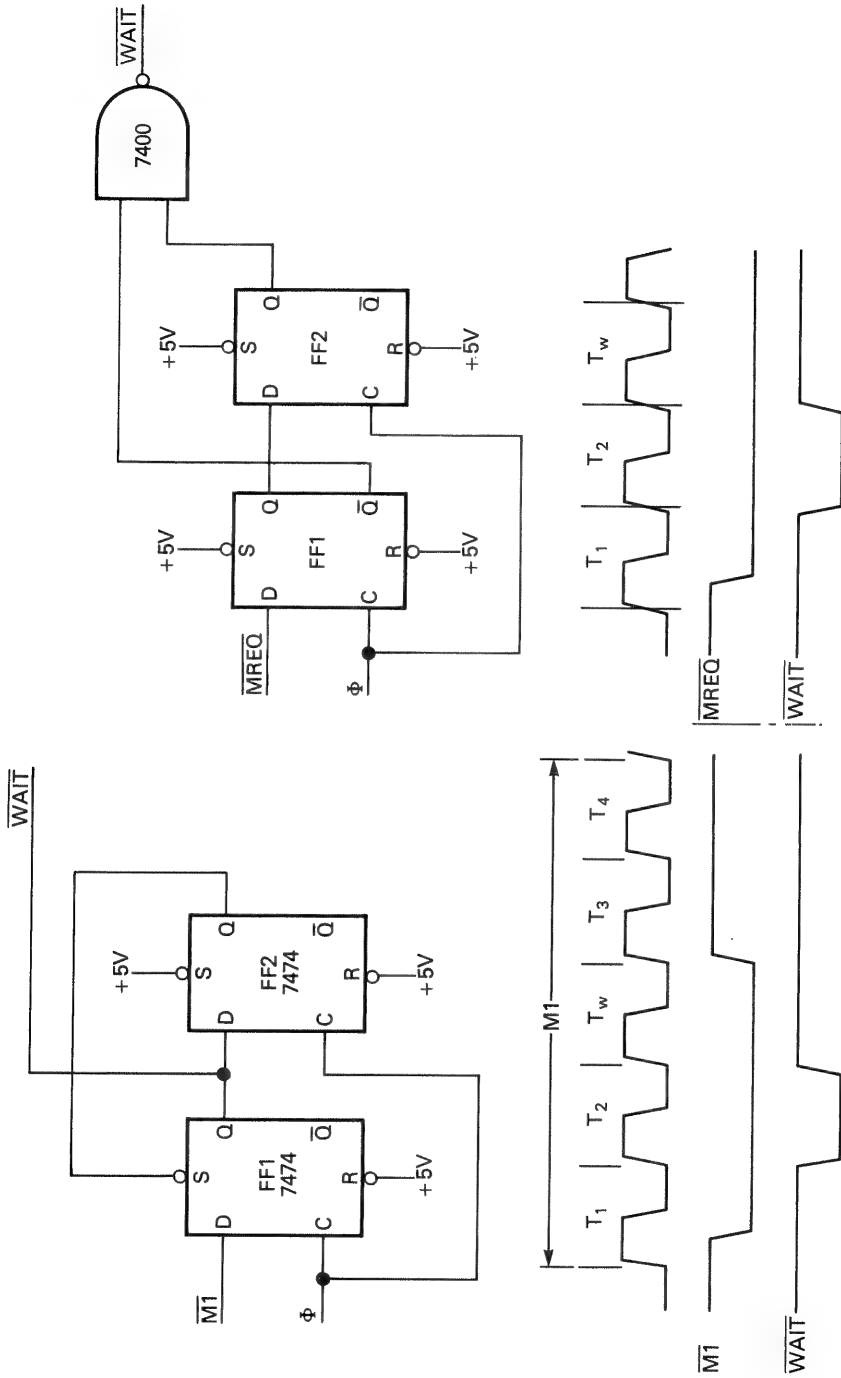 WAIT
+5V
D S Q
FF1
7474
C R Q
+5V
M1
Φ
+5V
D S Q
FF2
7474
C R Q
+5V
M1
T1 T2 Tw T3 T4
M1
WAIT
WAIT
7400
+5V
D S Q
FF1
C R Q
+5V
MREQ
Φ
+5V
D S Q
FF2
C R Q
+5V
T1 T2 Tw
MREQ
WAIT